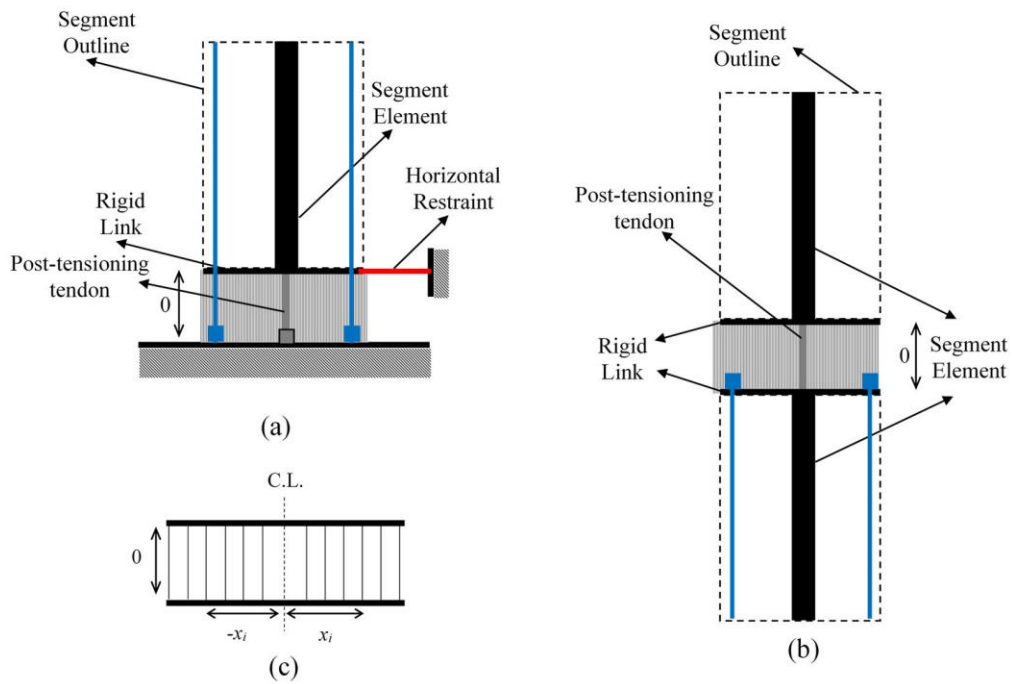 Segment
Outline
Segment
Element
Horizontal
Restraint
Rigid
Link
Post-tensioning
tendon
0
(a)
Segment
Outline
Post-tensioning
tendon
Rigid
Link
0
Segment
Element
(b)
C.L.
0
-xi
xi
(c)